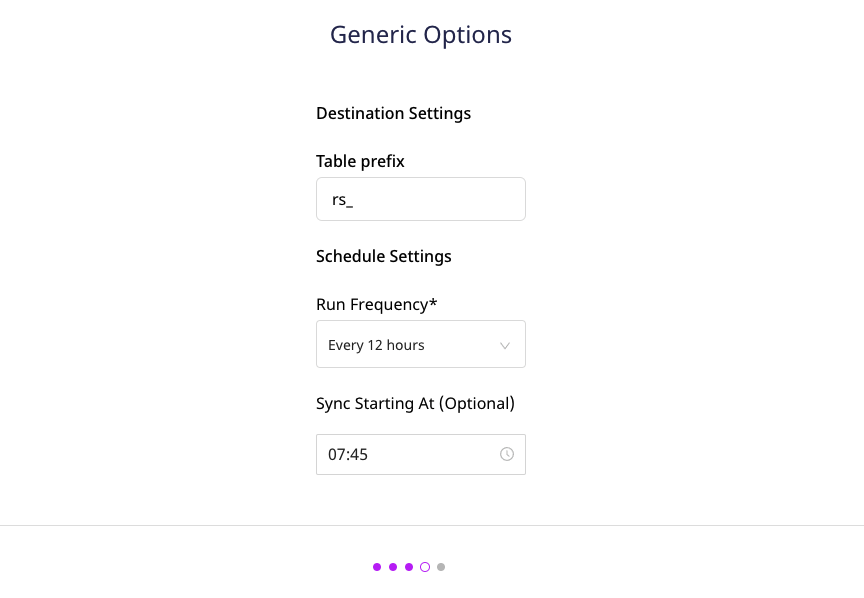 Generic Options
Destination Settings
Table prefix
rs_
Schedule Settings
Run Frequency*
Every 12 hours
Sync Starting At (Optional)
07:45